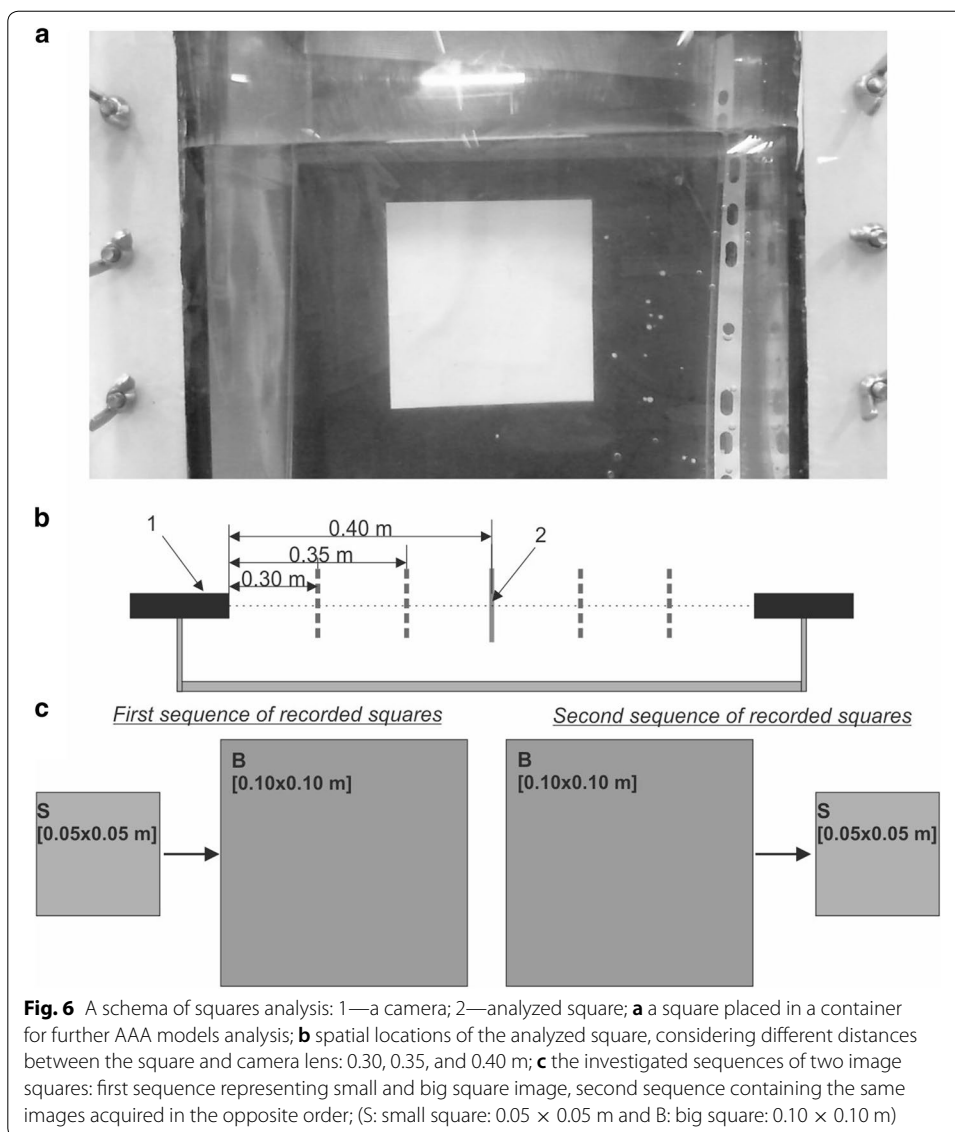 a
b
1
0.40 m
2
0.35 m
0.30 m
c
First sequence of recorded squares
Second sequence of recorded squares
S
[0.05x0.05 m]
B
[0.10x0.10 m]
B
[0.10x0.10 m]
S
[0.05x0.05 m]
Fig. 6 A schema of squares analysis: 1—a camera; 2—analyzed square; a a square placed in a container
for further AAA models analysis; b spatial locations of the analyzed square, considering different distances
between the square and camera lens: 0.30, 0.35, and 0.40 m; c the investigated sequences of two image
squares: first sequence representing small and big square image, second sequence containing the same
images acquired in the opposite order; (S: small square: 0.05 × 0.05 m and B: big square: 0.10 × 0.10 m)